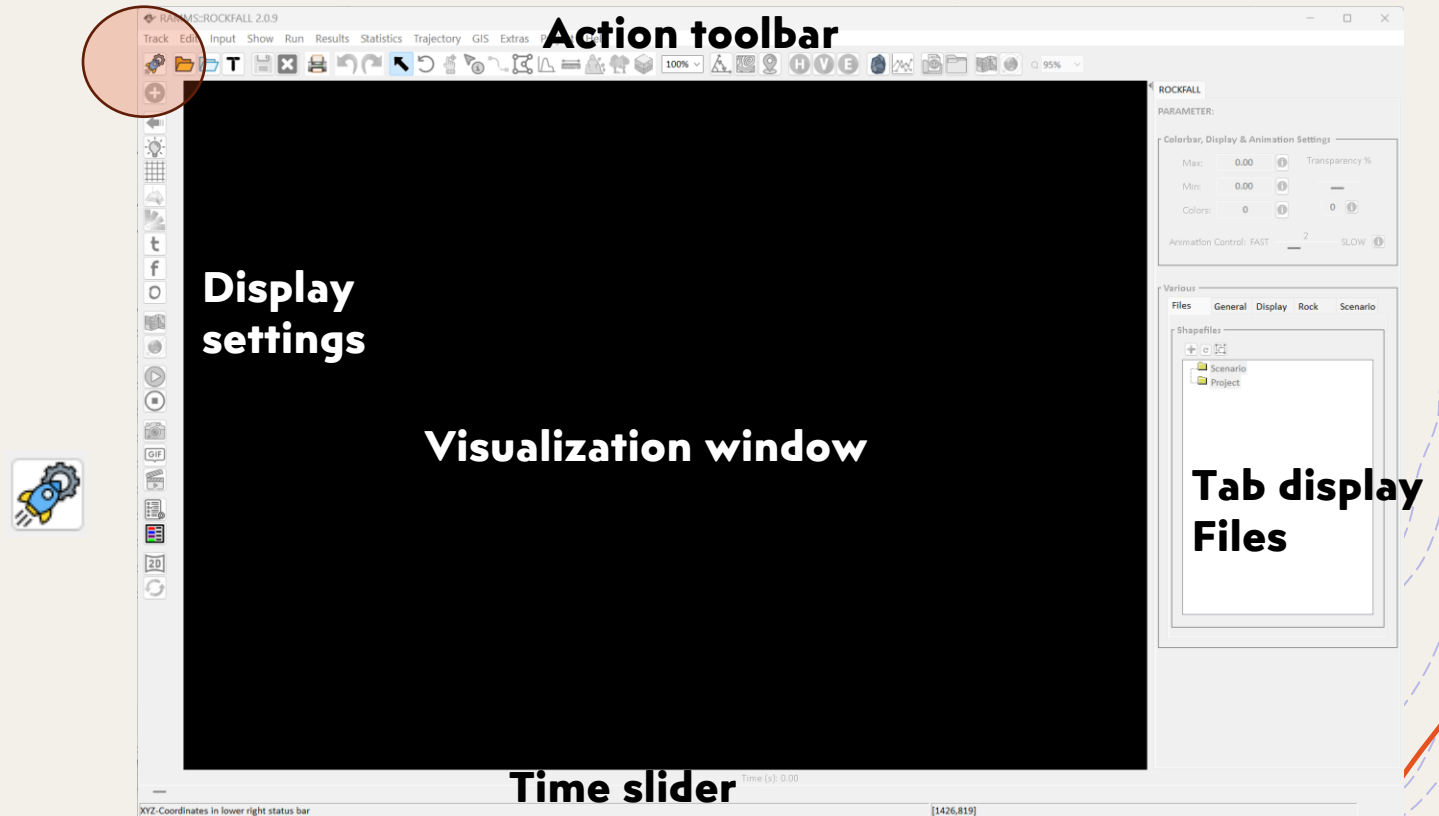 RAMMS::ROCKFALL 2.0.9
Action toolbar
Track Edit Input Show Run Results Statistics Trajectory GIS Extras Help
T 100% H V E 95%
ROCKFALL
PARAMETER:
Colorbar, Display & Animation Settings
Max: 0.00 Transparency %
Min: 0.00
Colors: 0 0
Animation Control: FAST 2 SLOW
t
f
O
Display
settings
Various
Files General Display Rock Scenario
Shapefiles
Scenario
Project
GIF
Visualization window
Tab display
Files
2D
Time slider
Time (s): 0.00
XYZ-Coordinates in lower right status bar [1426,819]